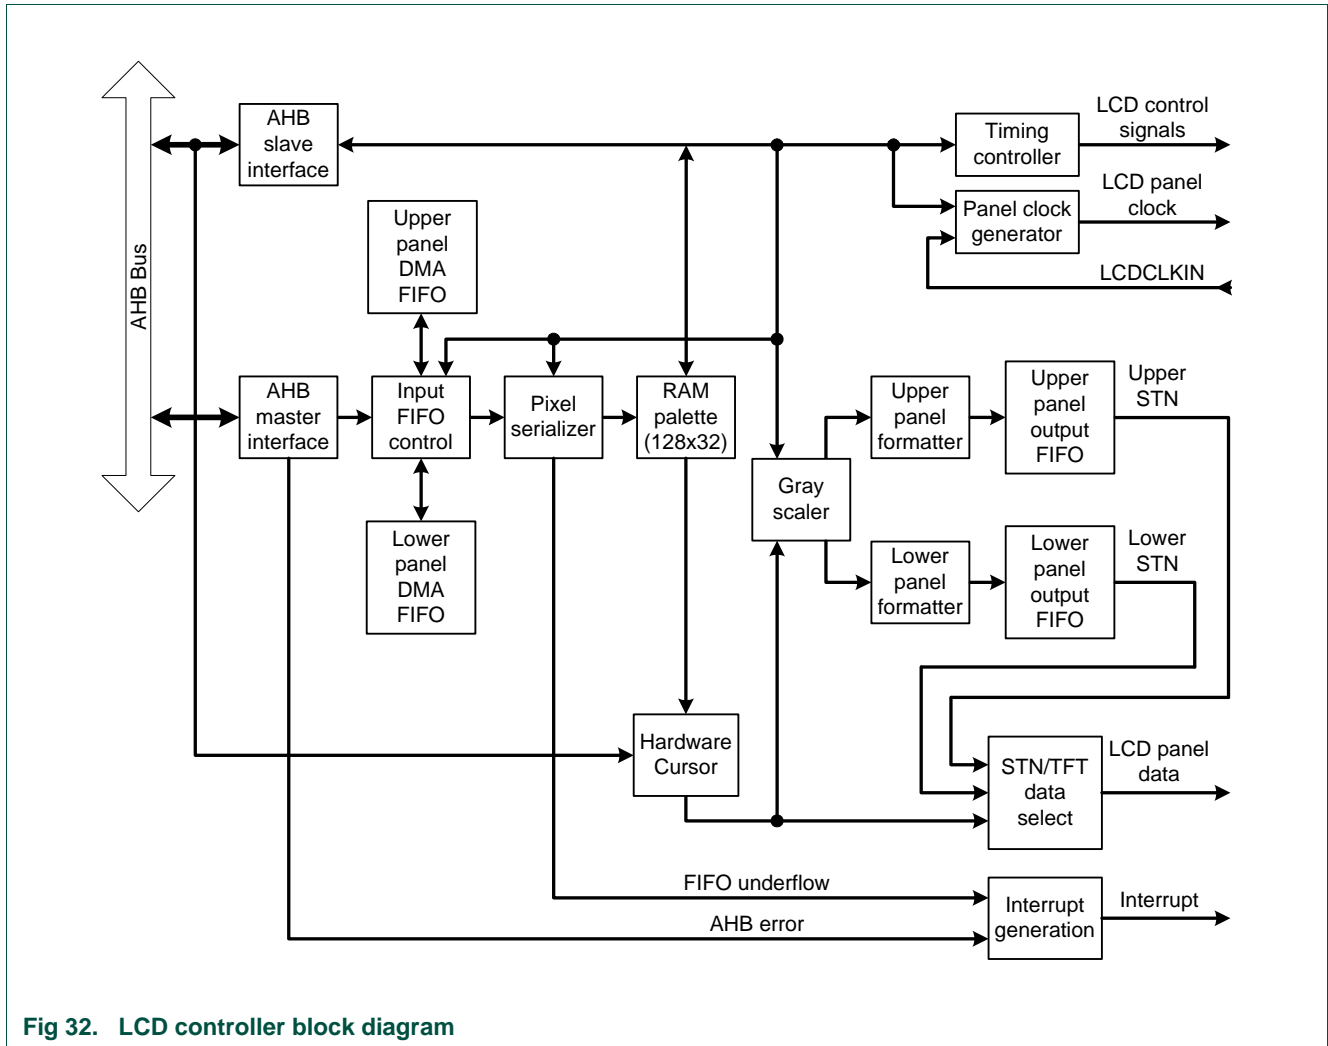 AHB
slave
interface
Timing
controller
LCD control
signals
Panel clock
generator
LCD panel
clock
LCDCLKIN
AHB Bus
Upper
panel
DMA
FIFO
AHB
master
interface
Input
FIFO
control
Pixel
serializer
RAM
palette
(128x32)
Gray
scaler
Upper
panel
formatter
Upper
panel
output
FIFO
Upper
STN
Lower
panel
DMA
FIFO
Lower
panel
formatter
Lower
panel
output
FIFO
Lower
STN
Hardware
Cursor
STN/TFT
data
select
LCD panel
data
FIFO underflow
AHB error
Interrupt
generation
Interrupt
Fig 32. LCD controller block diagram